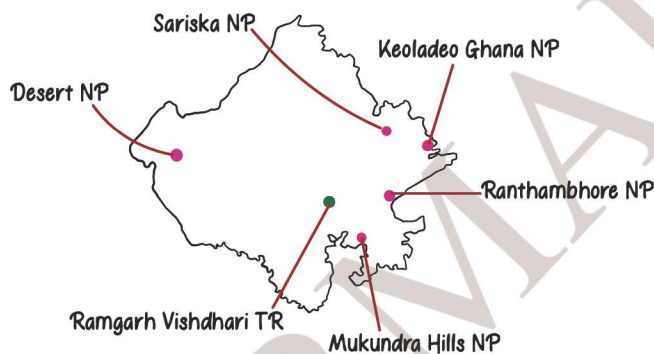 Sariska NP
Keoladeo Ghana NP
Desert NP
Ranthambhore NP
Ramgarh Vishdhari TR
Mukundra Hills NP